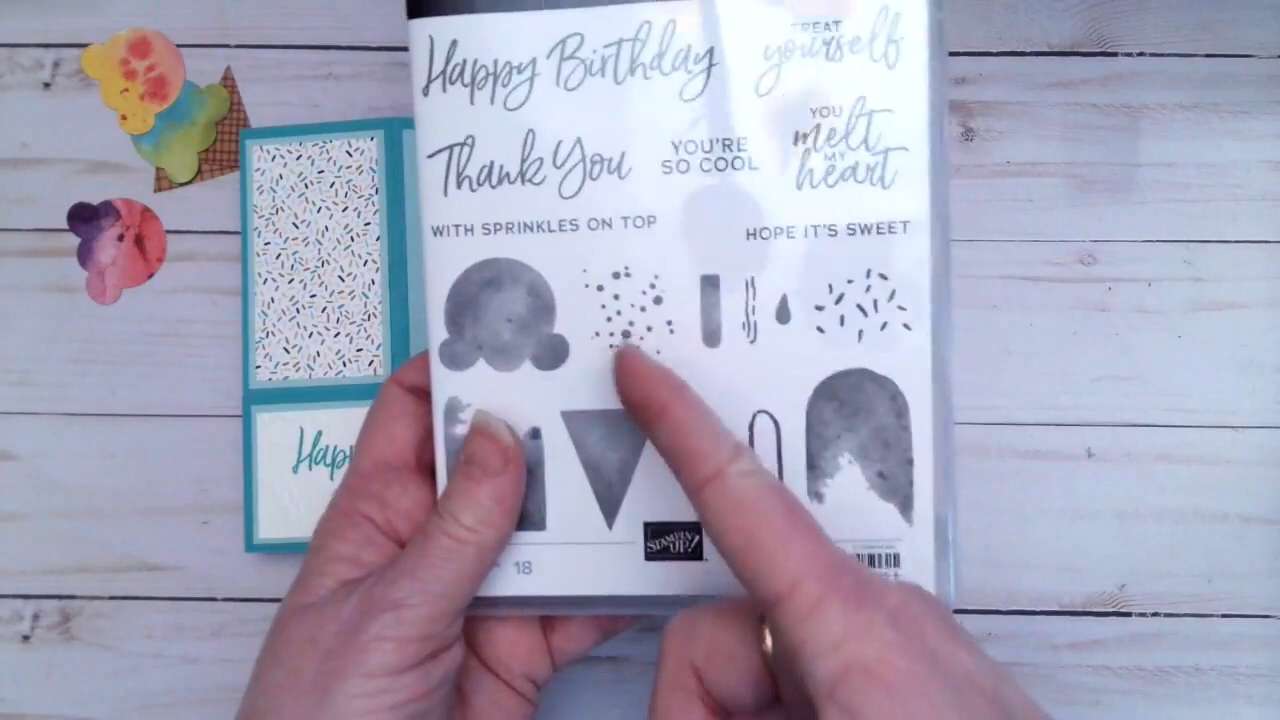 Happy Birthday
TREAT
yourself
Thank You
YOU'RE
SO COOL
YOU
melt
MY
heart
WITH SPRINKLES ON TOP
HOPE IT'S SWEET
Happ
STAMPIN'
UP!
18